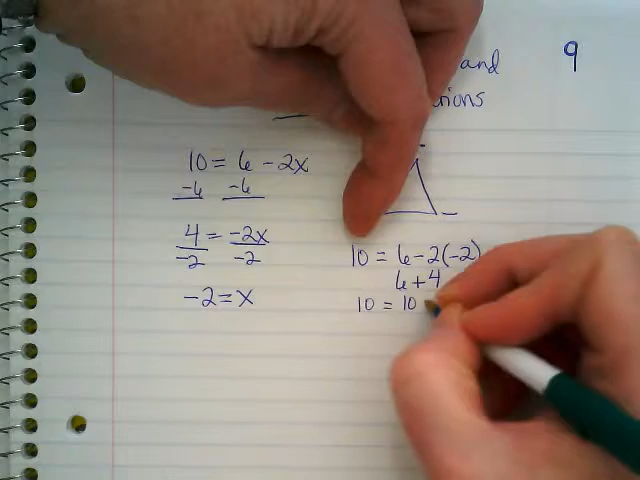 and 9
10 = 6 - 2x
-6 -6
4 = -2x
-2 -2
-2 = x
10 = 6 - 2(-2)
6 + 4
10 = 10